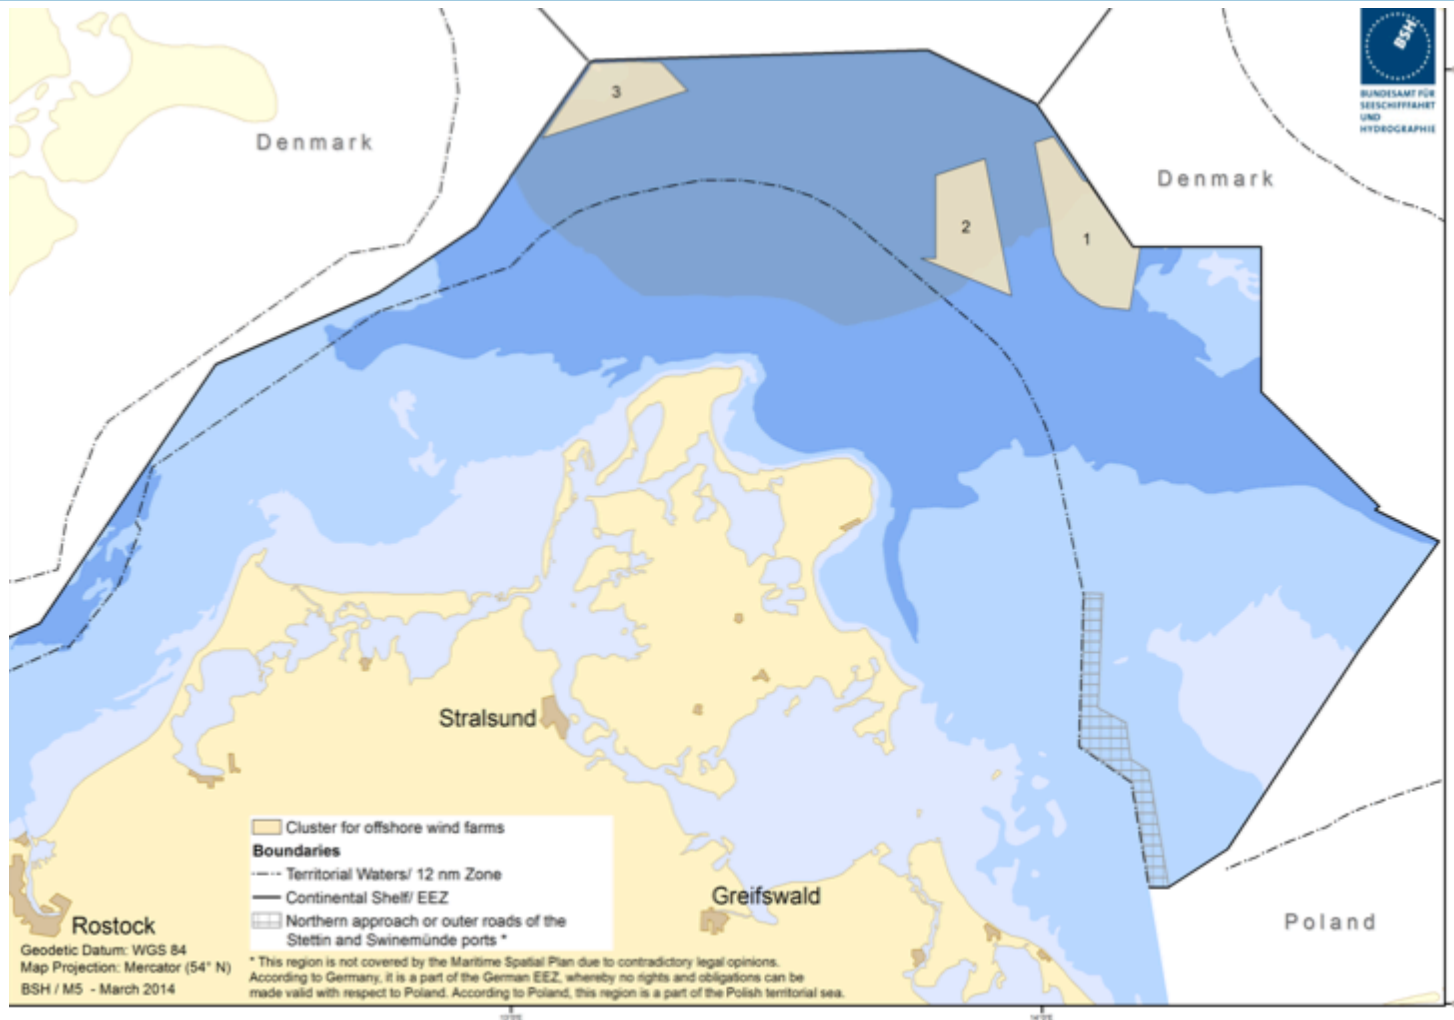 BSH
BUNDESAMT FÜR
SEESCHIFFFAHRT
UND
HYDROGRAPHIE
3
Denmark
Denmark
2
1
Stralsund
Cluster for offshore wind farms
Boundaries
Territorial Waters/ 12 nm Zone
Continental Shelf/ EEZ
Northern approach or outer roads of the
Stettin and Swinemünde ports *
Greifswald
Poland
Rostock
Geodetic Datum: WGS 84
Map Projection: Mercator (54° N)
BSH / M5 - March 2014
* This region is not covered by the Maritime Spatial Plan due to contradictory legal opinions.
According to Germany, it is a part of the German EEZ, whereby no rights and obligations can be
made valid with respect to Poland. According to Poland, this region is a part of the Polish territorial sea.